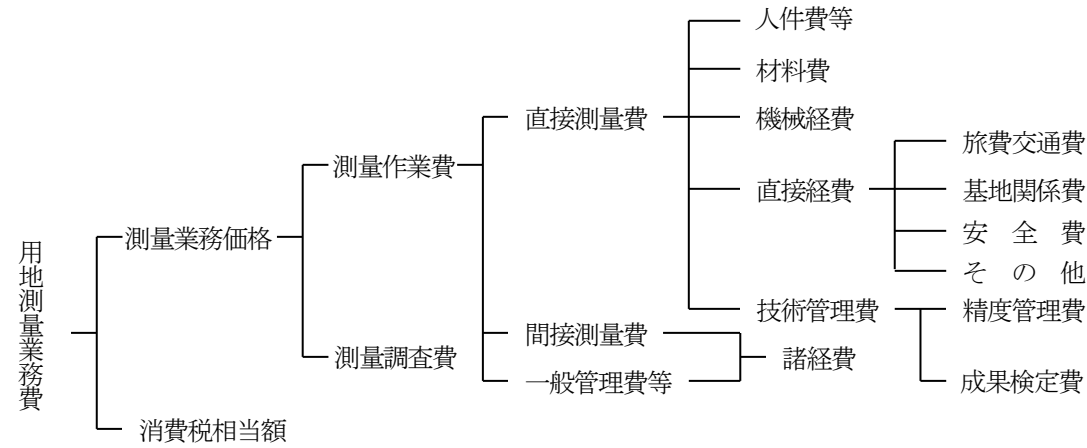 用地測量業務費
測量業務価格
消費税相当額
測量作業費
測量調査費
直接測量費
間接測量費
一般管理費等
諸経費
人件費等
材料費
機械経費
直接経費
技術管理費
旅費交通費
基地関係費
安 全 費
そ の 他
精度管理費
成果検定費